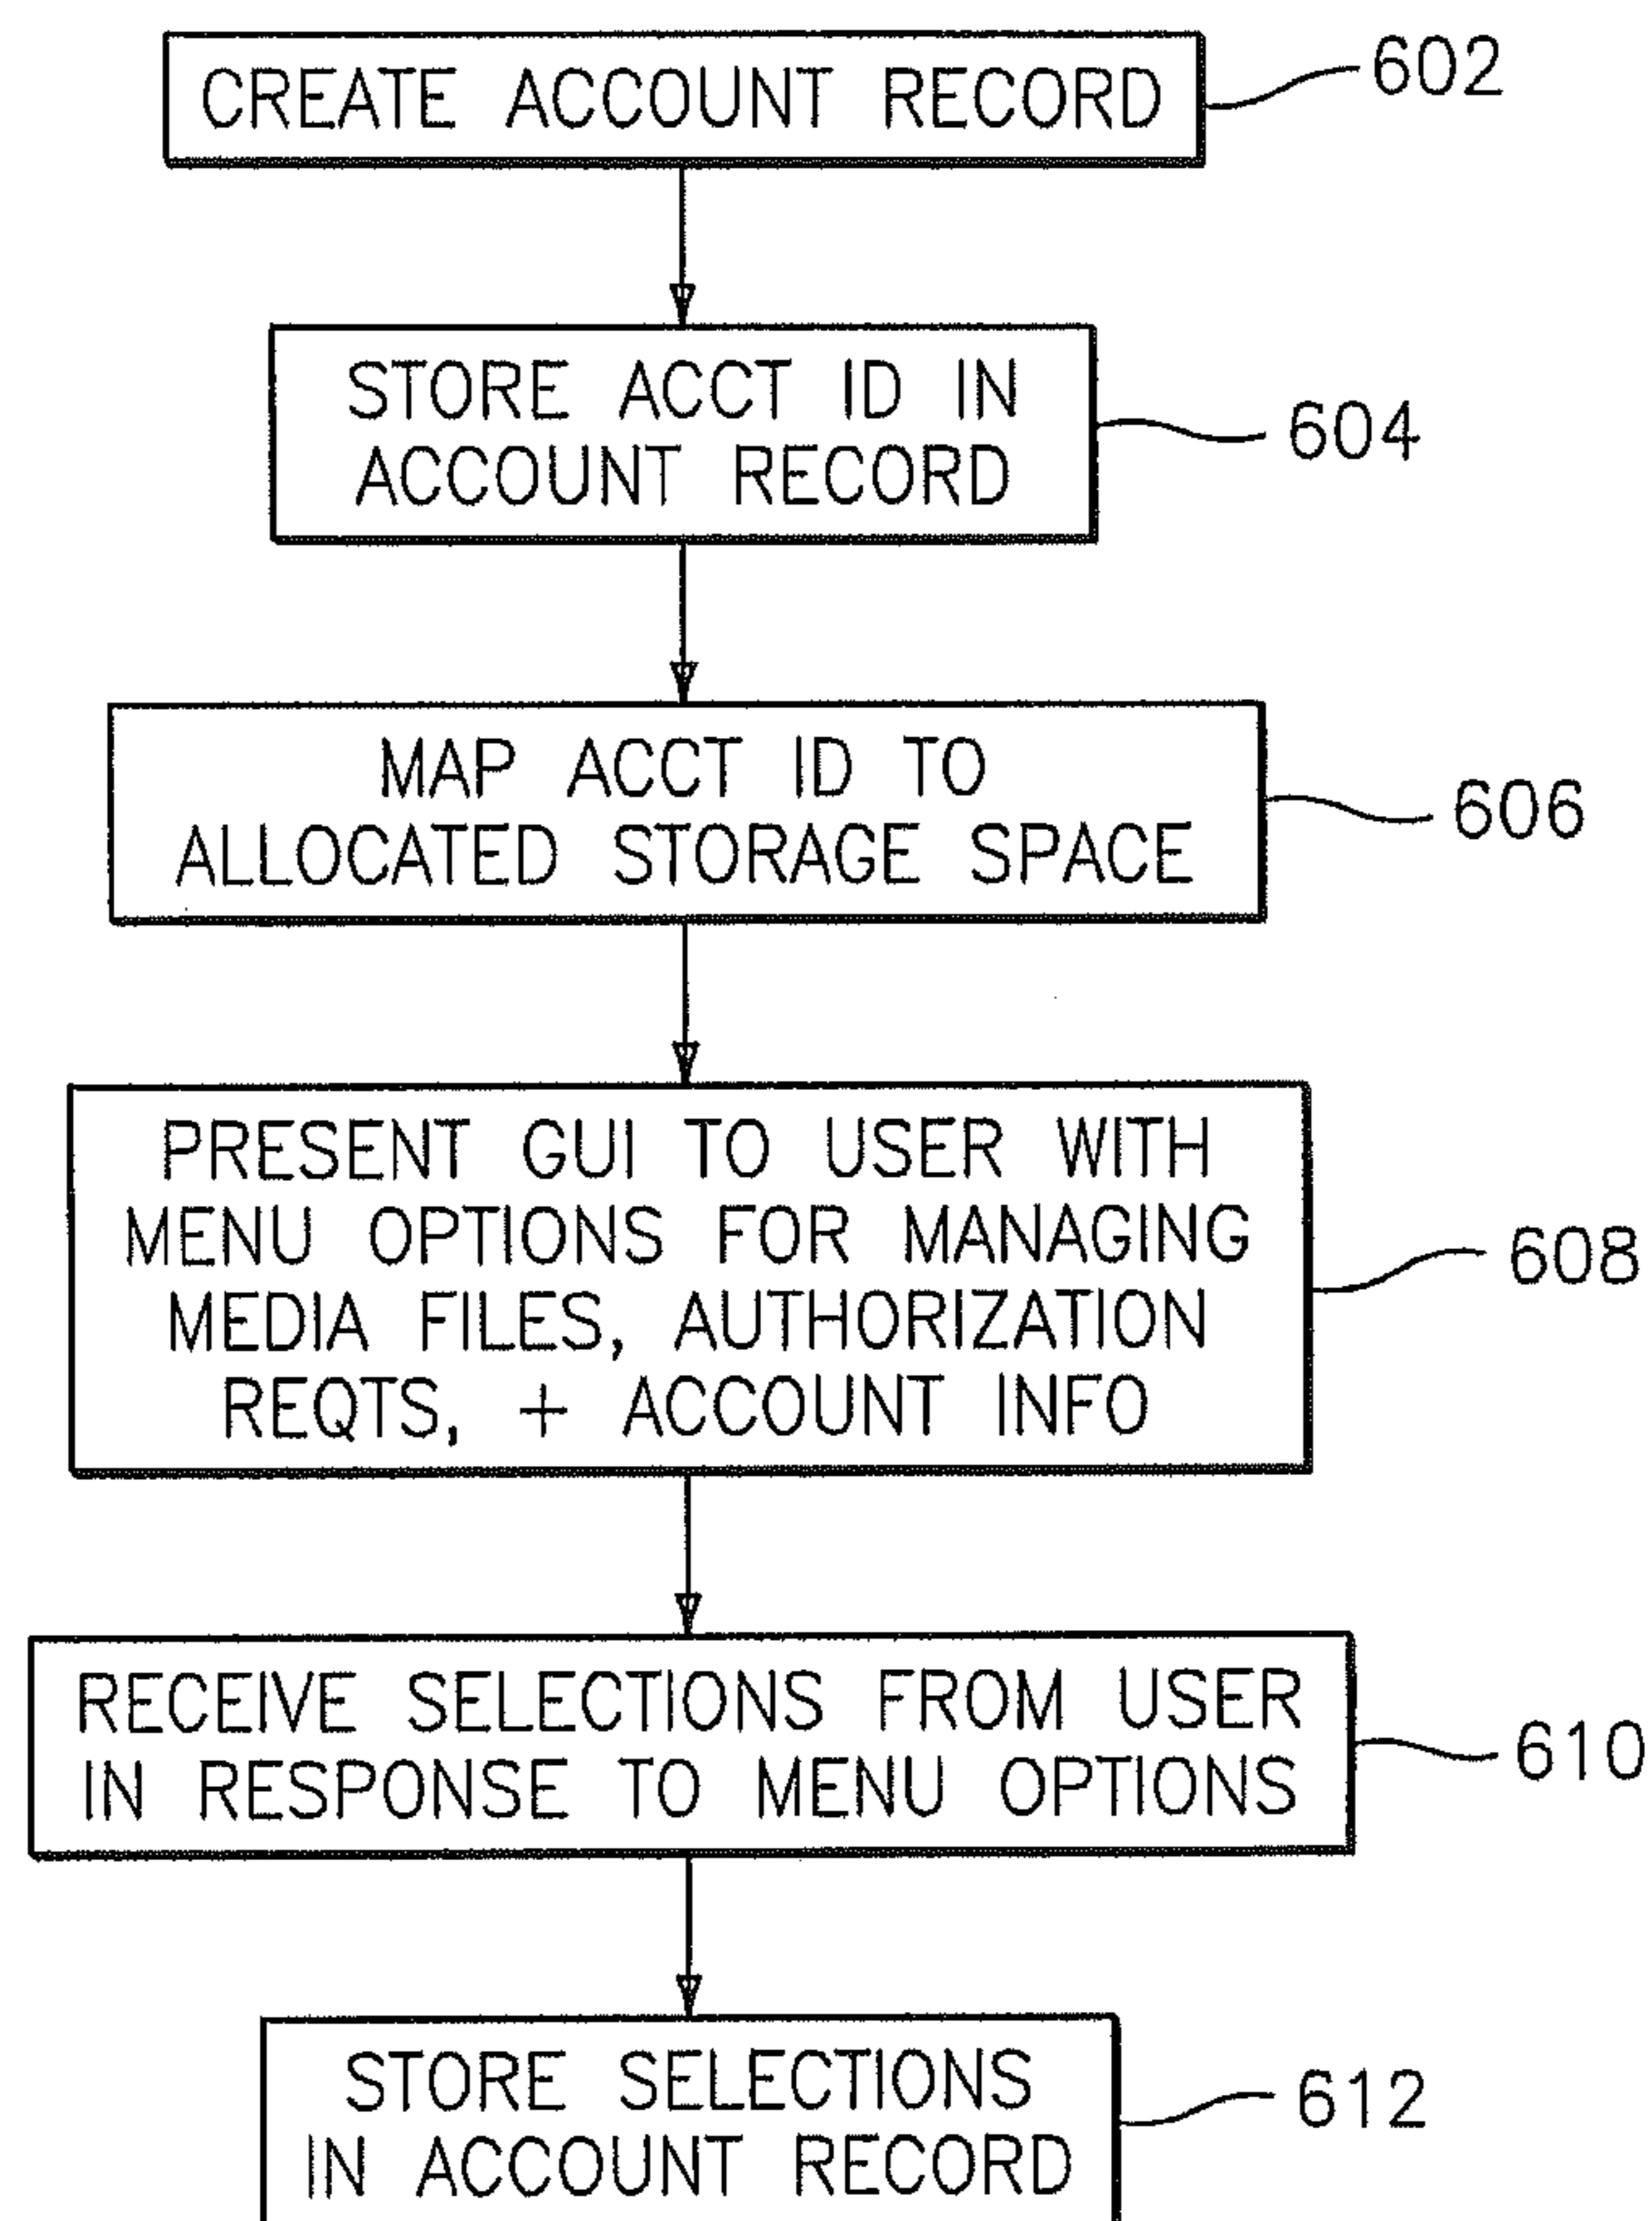 CREATE ACCOUNT RECORD
602
STORE ACCT ID IN
ACCOUNT RECORD
604
MAP ACCT ID TO
ALLOCATED STORAGE SPACE
606
PRESENT GUI TO USER WITH
MENU OPTIONS FOR MANAGING
MEDIA FILES, AUTHORIZATION
REQTS, + ACCOUNT INFO
608
RECEIVE SELECTIONS FROM USER
IN RESPONSE TO MENU OPTIONS
610
STORE SELECTIONS
IN ACCOUNT RECORD
612